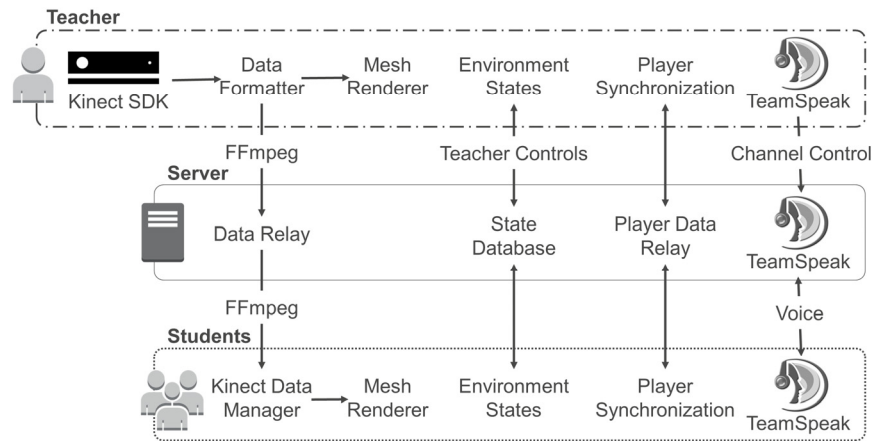 Teacher
Kinect SDK
Data
Formatter
Mesh
Renderer
Environment
States
Player
Synchronization
TeamSpeak
FFmpeg
Teacher Controls
Channel Control
Server
Data Relay
State
Database
Player Data
Relay
TeamSpeak
FFmpeg
Voice
Students
Kinect Data
Manager
Mesh
Renderer
Environment
States
Player
Synchronization
TeamSpeak